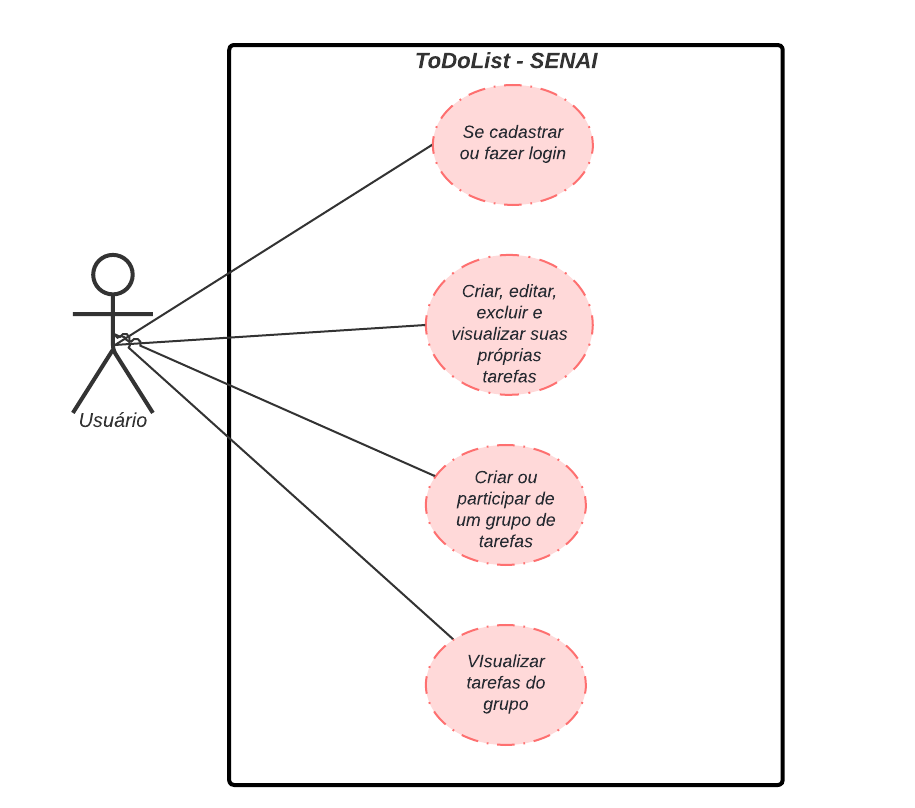 ToDoList - SENAI
Se cadastrar
ou fazer login
Criar, editar,
excluir e
visualizar suas
próprias
tarefas
Usuário
Criar ou
participar de
um grupo de
tarefas
VIsualizar
tarefas do
grupo